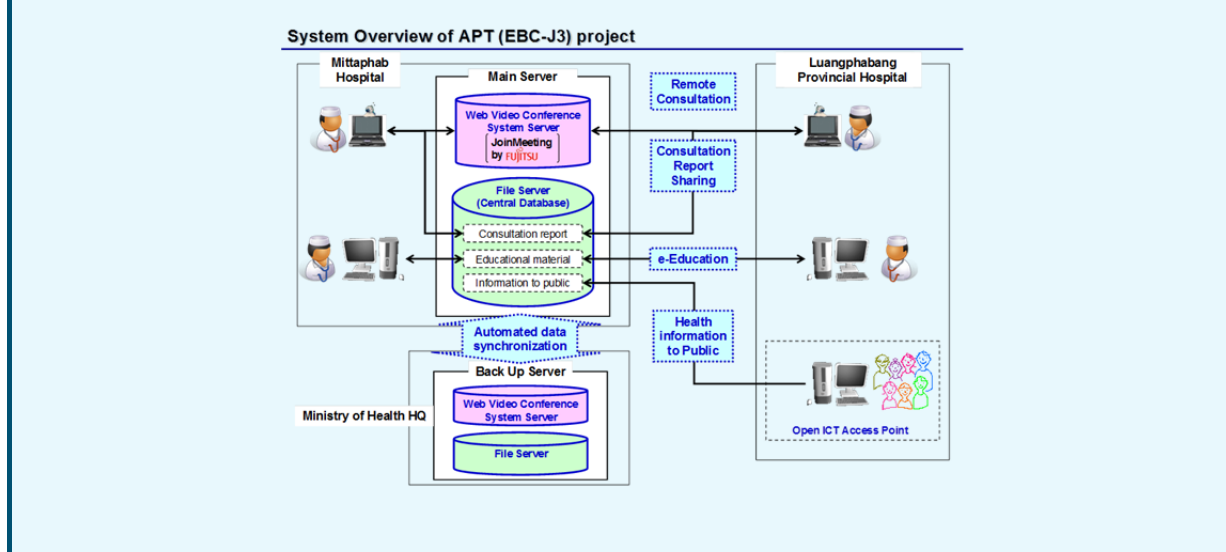 System Overview of APT (EBC-J3) project
Mittaphab
Hospital
Main Server
Web Video Conference
System Server
JoinMeeting
by FUJITSU
File Server
(Central Database)
Consultation report
Educational material
Information to public
Remote
Consultation
Consultation
Report
Sharing
e-Education
Health
information
to Public
Luangphabang
Provincial Hospital
Open ICT Access Point
Automated data
synchronization
Ministry of Health HQ
Back Up Server
Web Video Conference
System Server
File Server